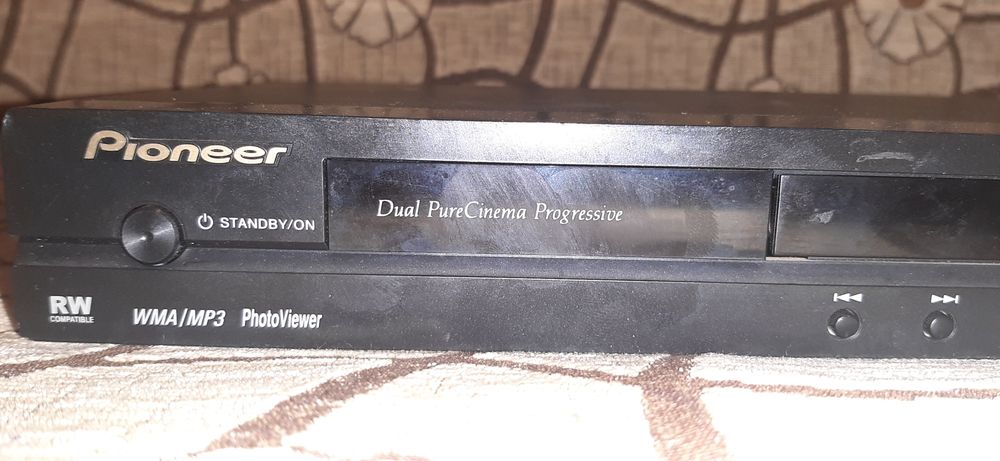 Pioneer
STANDBY/ON
Dual PureCinema Progressive
RW
COMPATIBLE
WMA/MP3 PhotoViewer